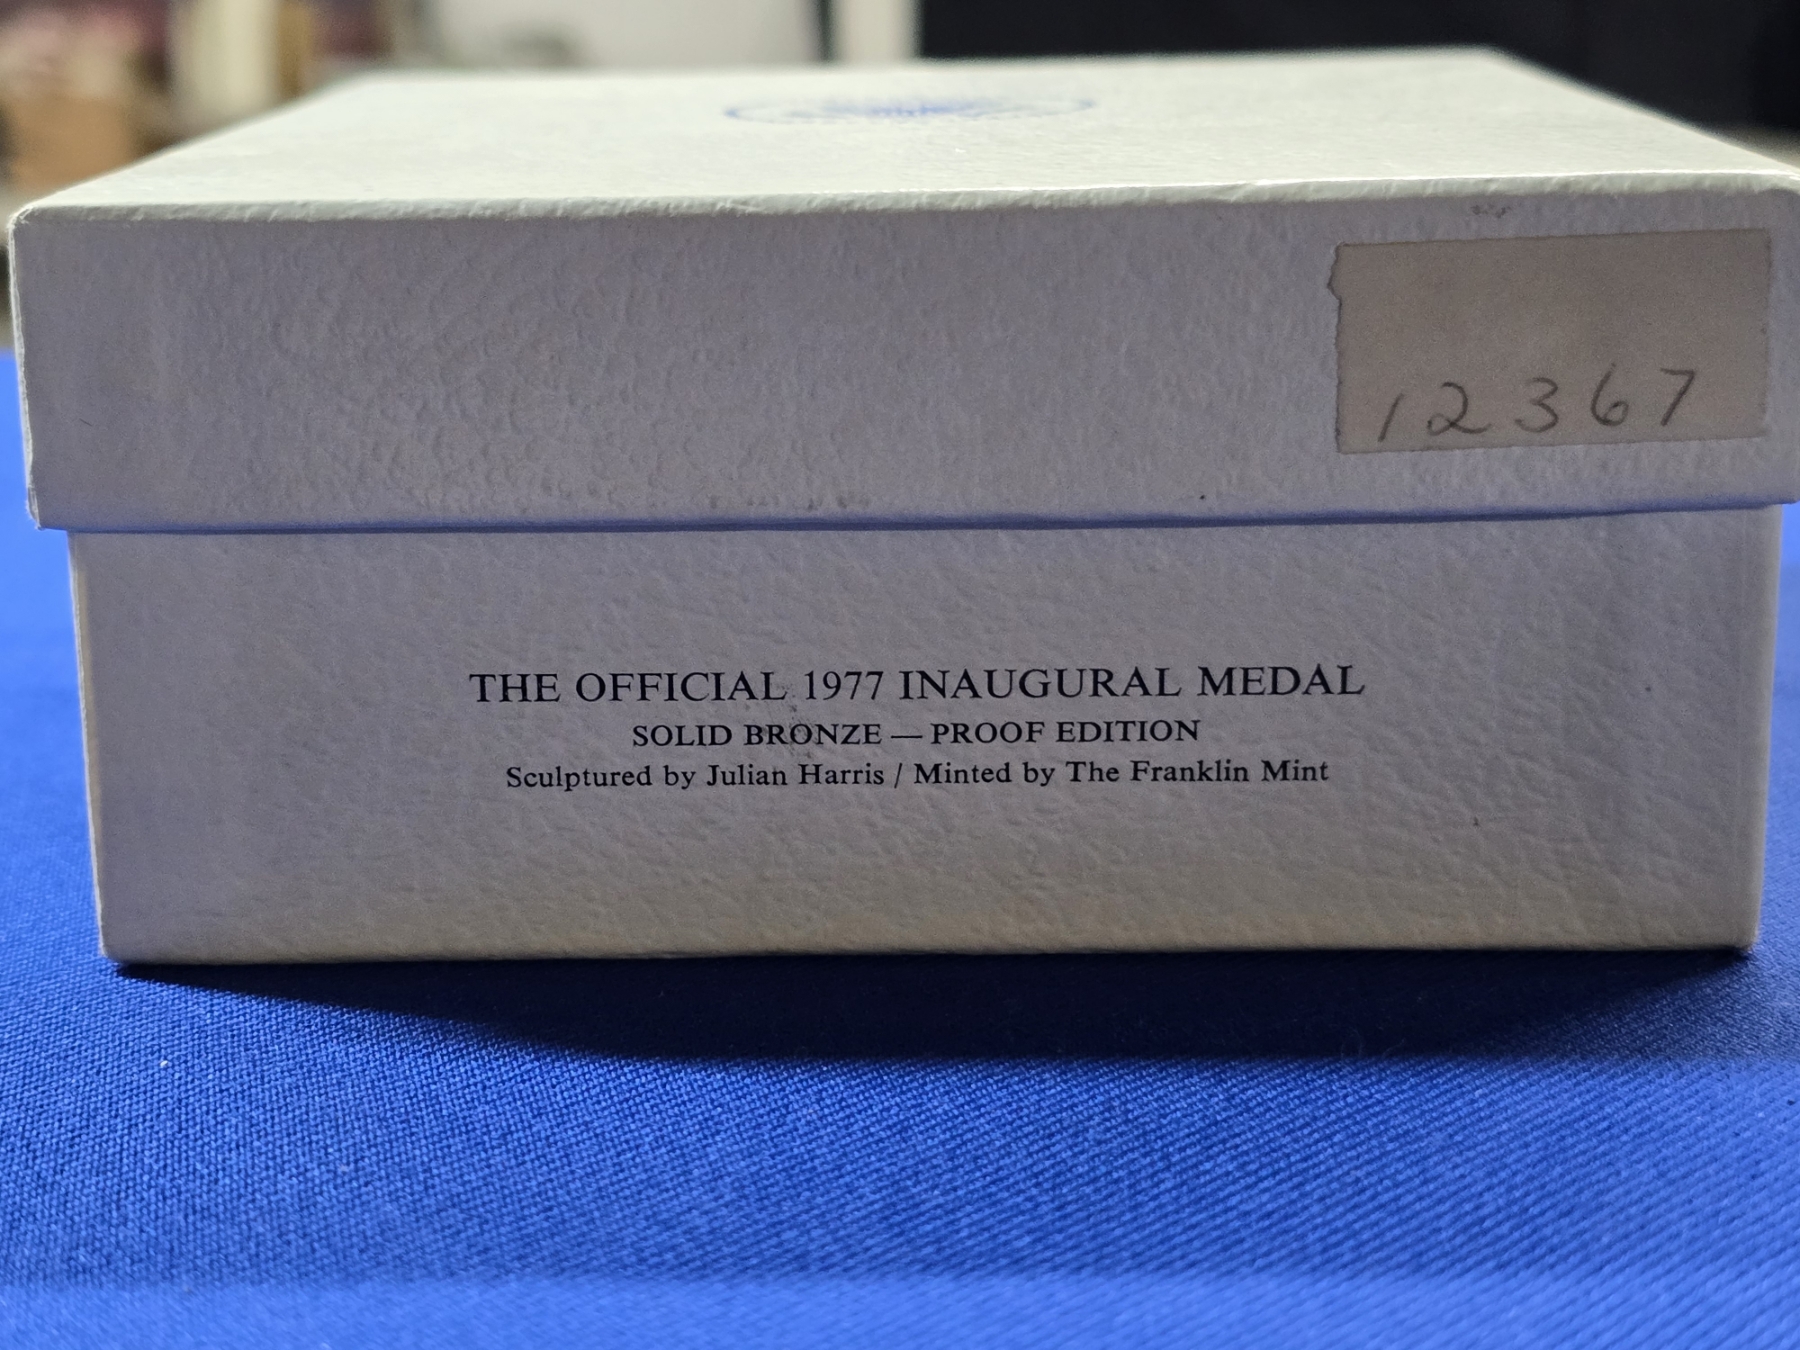 12367
THE OFFICIAL 1977 INAUGURAL MEDAL
SOLID BRONZE — PROOF EDITION
Sculptured by Julian Harris / Minted by The Franklin Mint